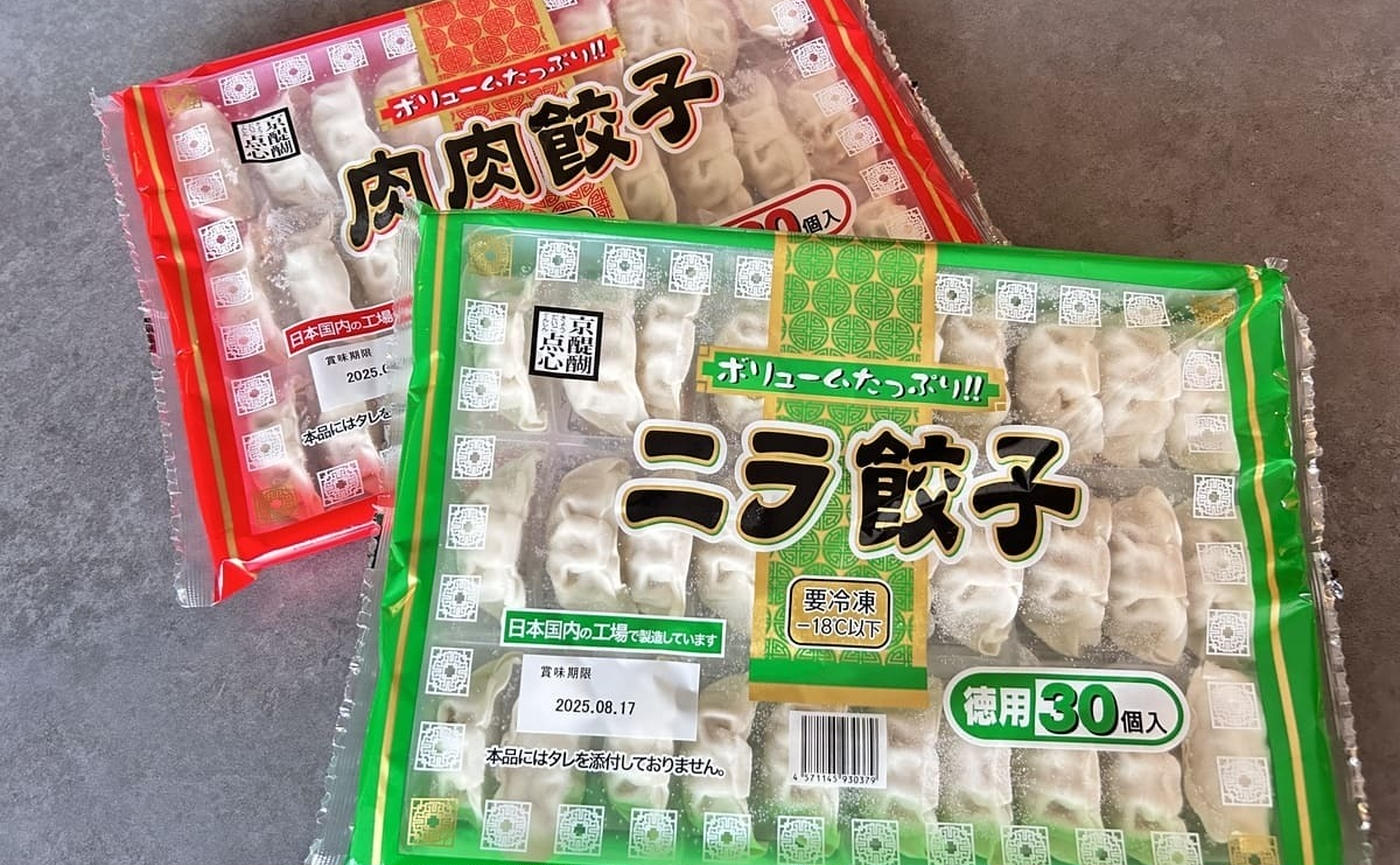 ボリュームたっぷり!!
京醍醐
点心
肉肉餃子
個入
日本国内の工場
賞味期限
2025.0
本品にはタレを
京醍醐
点心
ボリュームたっぷり!!
ニラ餃子
要冷凍
－18℃以下
日本国内の工場で製造しています
賞味期限
2025.08.17
本品にはタレを添付しておりません。
徳用30個入
4 571145 930379